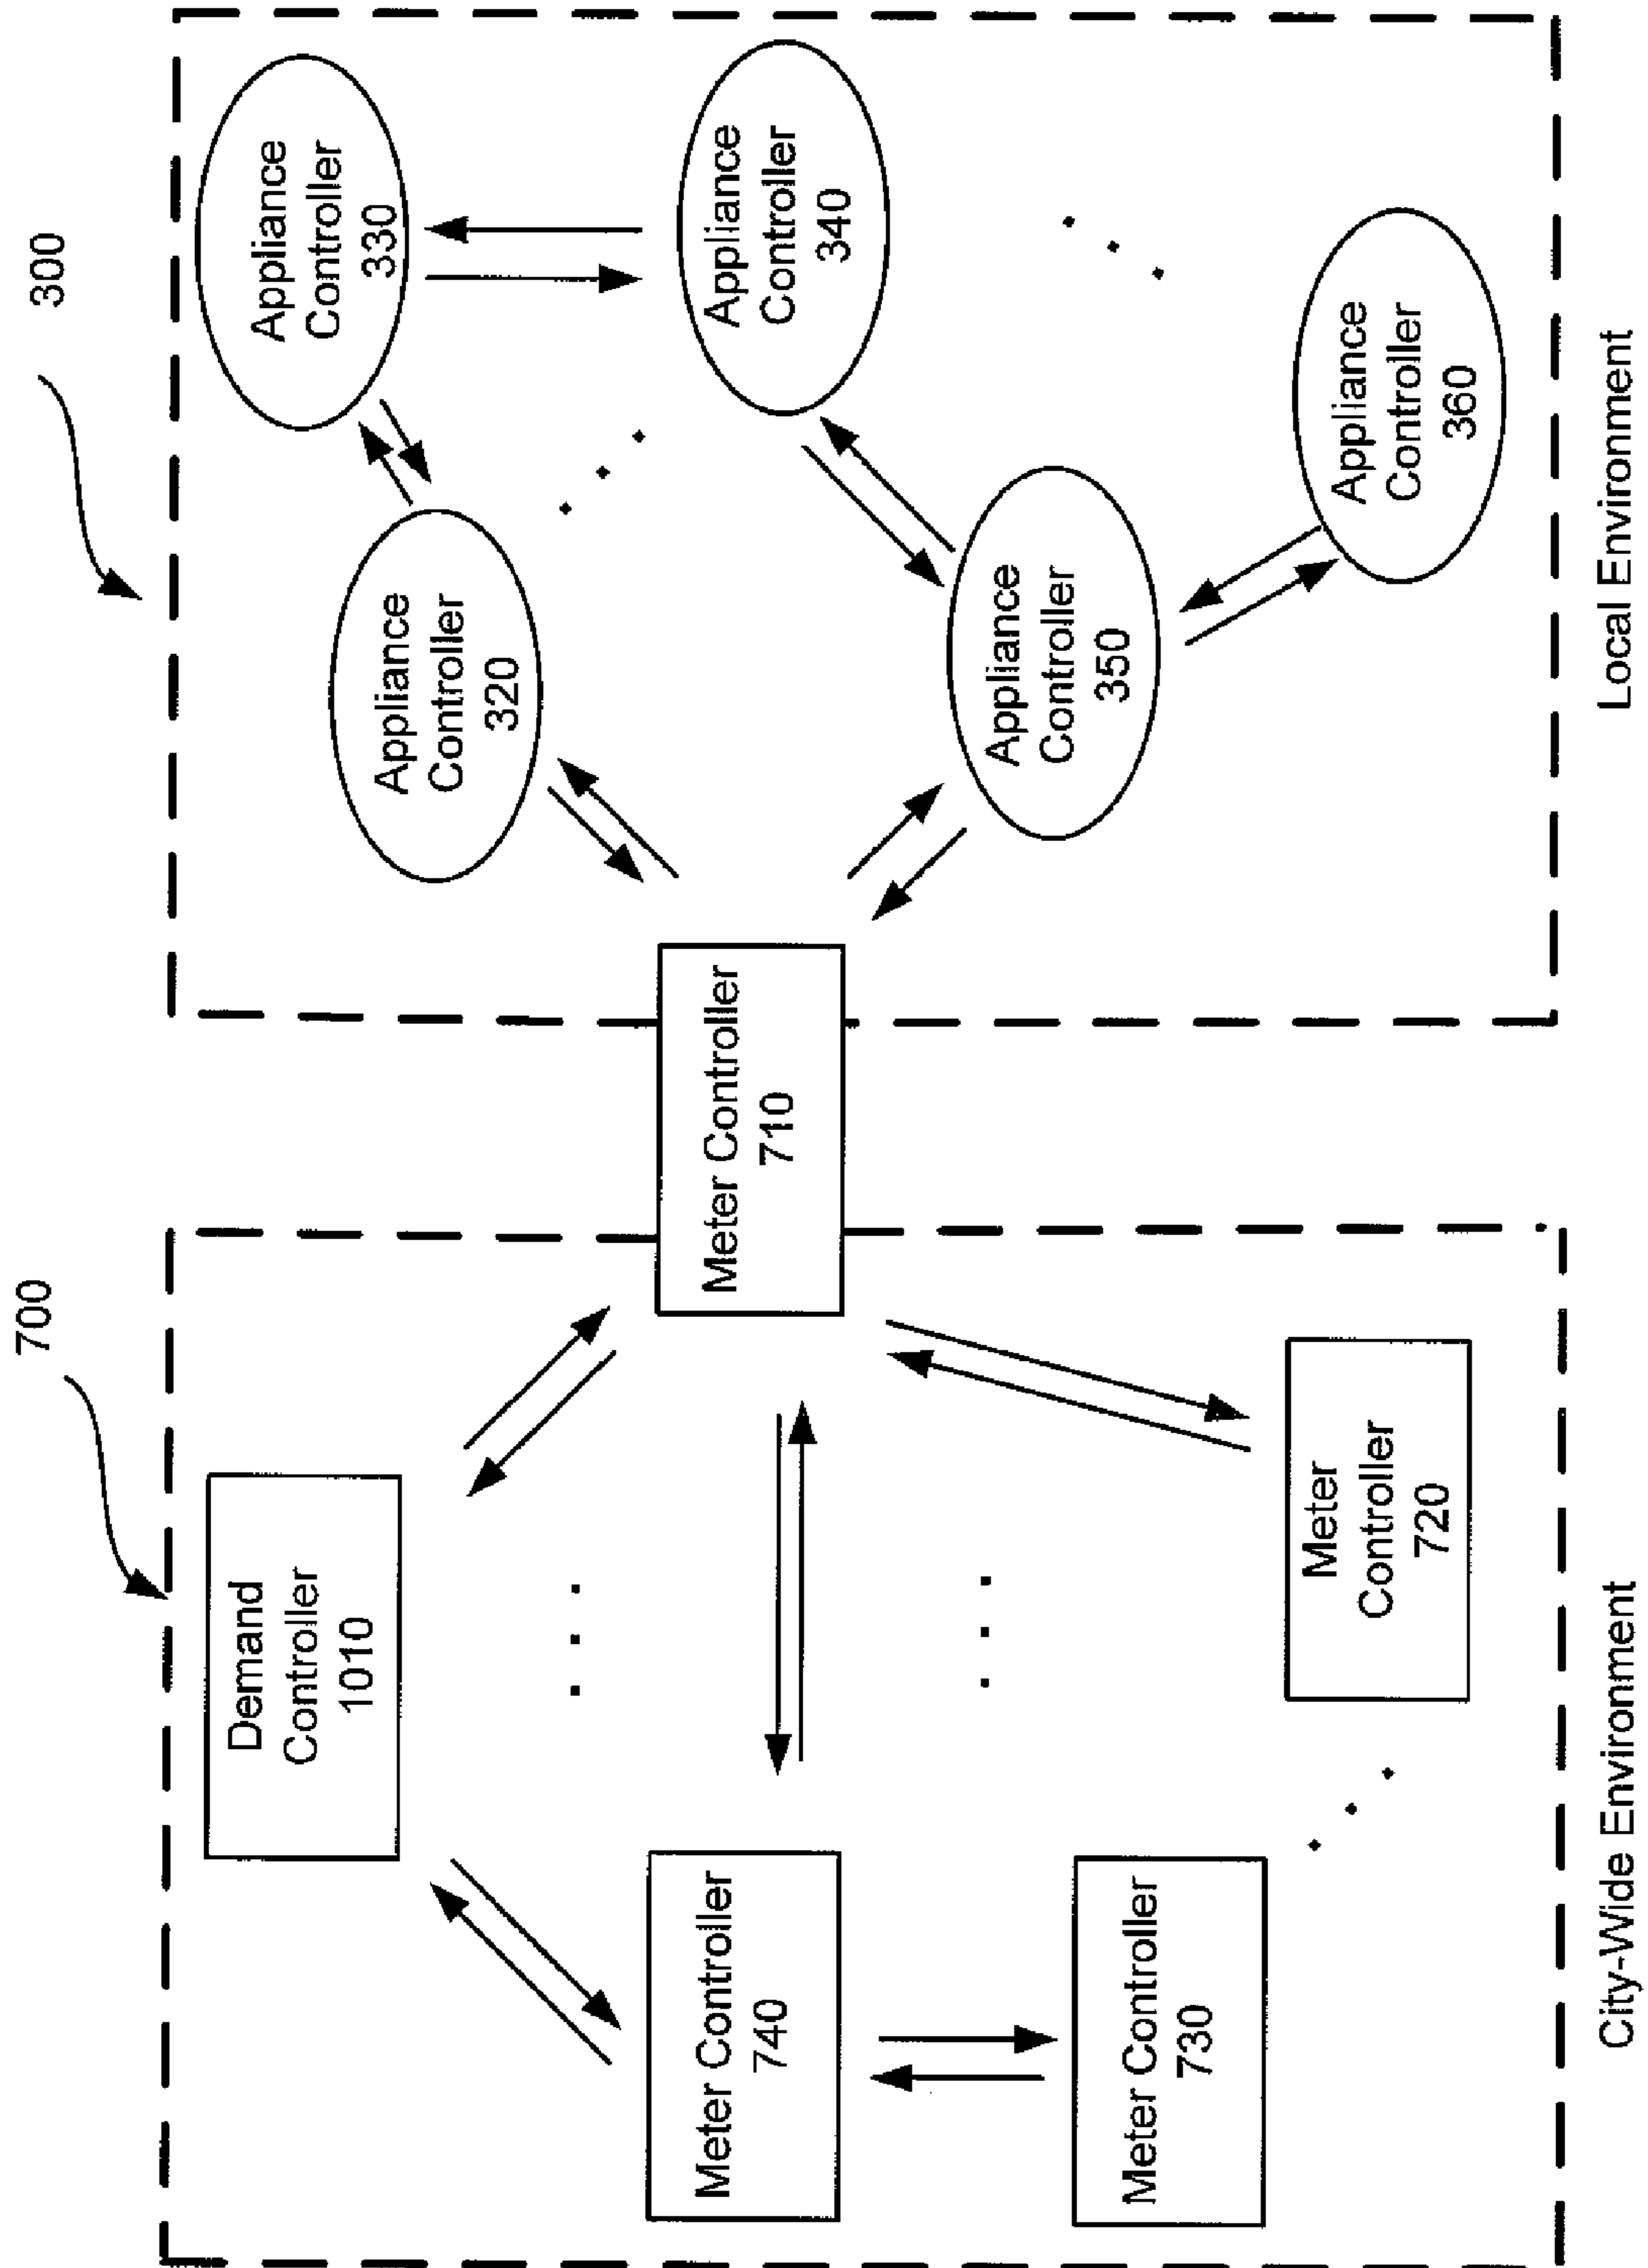 700
300
Demand
Controller
1010
Meter Controller
740
Meter Controller
730
Meter
Controller
720
Meter Controller
710
Appliance
Controller
320
Appliance
Controller
330
Appliance
Controller
340
Appliance
Controller
350
Appliance
Controller
360
City-Wide Environment
Local Environment